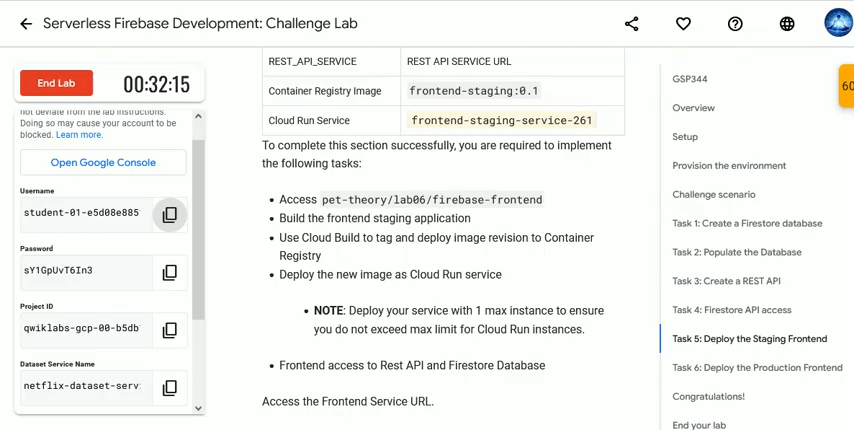 Serverless Firebase Development: Challenge Lab
End Lab
00:32:15
not deviate from the lab instructions.
Doing so may cause your account to be
blocked. Learn more.
Open Google Console
Username
student-01-e5d08e885
Password
sY1GpUvT6In3
Project ID
qwiklabs-gcp-00-b5db
Dataset Service Name
netflix-dataset-serv
REST_API_SERVICE
REST API SERVICE URL
Container Registry Image
frontend-staging:0.1
Cloud Run Service
frontend-staging-service-261
To complete this section successfully, you are required to implement
the following tasks:
• Access pet-theory/lab06/firebase-frontend
• Build the frontend staging application
• Use Cloud Build to tag and deploy image revision to Container
Registry
• Deploy the new image as Cloud Run service
• NOTE: Deploy your service with 1 max instance to ensure
you do not exceed max limit for Cloud Run instances.
• Frontend access to Rest API and Firestore Database
Access the Frontend Service URL.
GSP344
Overview
Setup
Provision the environment
Challenge scenario
Task 1: Create a Firestore database
Task 2: Populate the Database
Task 3: Create a REST API
Task 4: Firestore API access
Task 5: Deploy the Staging Frontend
Task 6: Deploy the Production Frontend
Congratulations!
End your lab
60